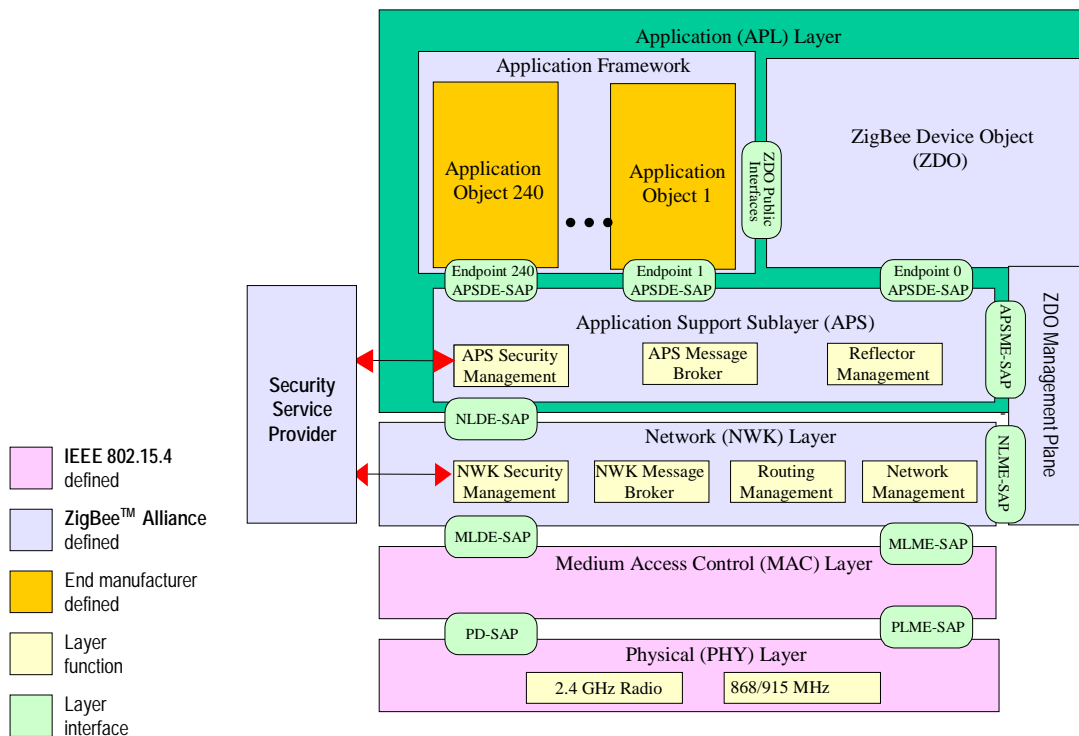 Application (APL) Layer
Application Framework
ZigBee Device Object
(ZDO)
Application
Object 240
Application
Object 1
ZDO Public
Interfaces
Endpoint 240
APSDE-SAP
Endpoint 1
APSDE-SAP
Endpoint 0
APSDE-SAP
Application Support Sublayer (APS)
APS Security
Management
APS Message
Broker
Reflector
Management
APSME-SAP
ZDO Management Plane
Security
Service
Provider
NLDE-SAP
Network (NWK) Layer
NWK Security
Management
NWK Message
Broker
Routing
Management
Network
Management
NLME-SAP
MLDE-SAP
MLME-SAP
Medium Access Control (MAC) Layer
PD-SAP
PLME-SAP
Physical (PHY) Layer
2.4 GHz Radio
868/915 MHz
IEEE 802.15.4
defined
ZigBee™ Alliance
defined
End manufacturer
defined
Layer
function
Layer
interface